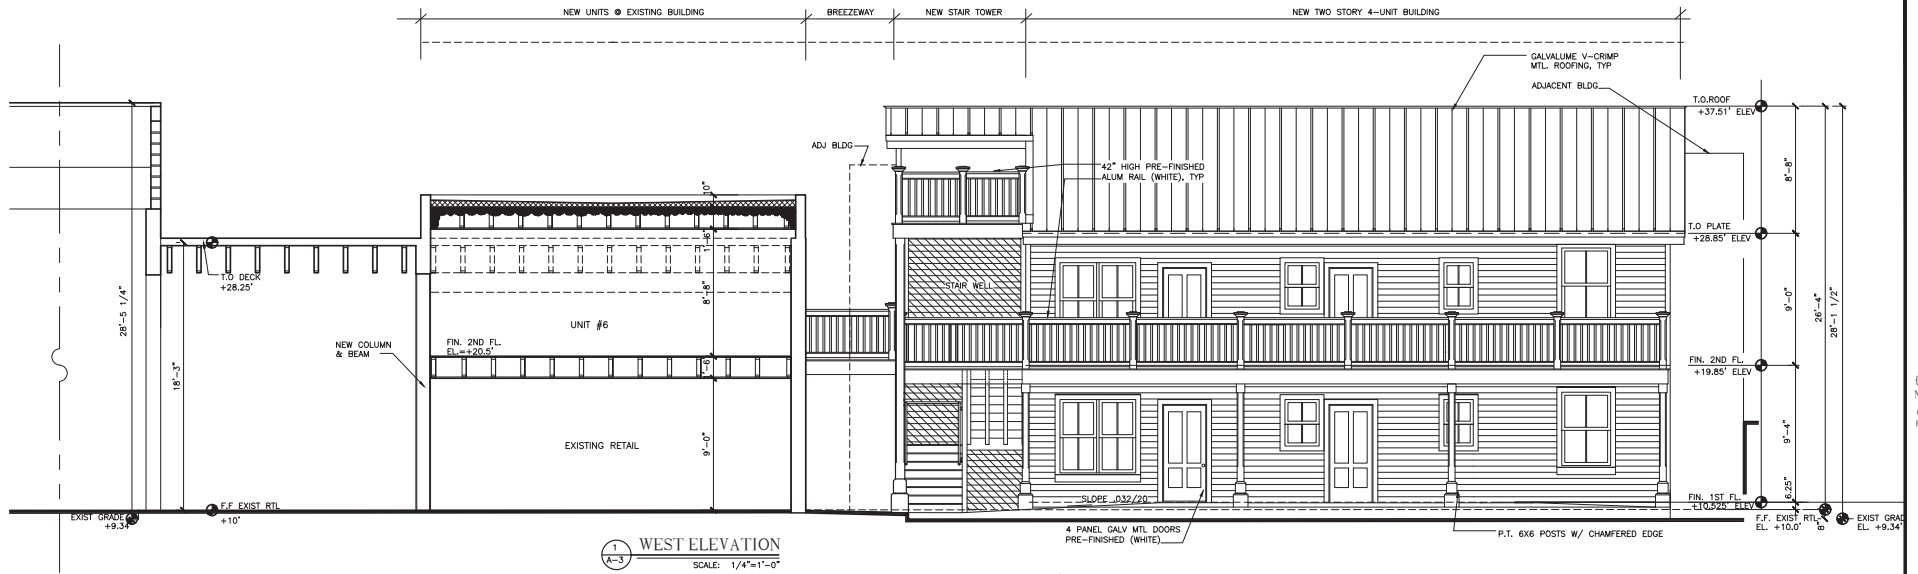 NEW UNITS @ EXISTING BUILDING
BREEZEWAY
NEW STAIR TOWER
NEW TWO STORY 4-UNIT BUILDING
GALVALUME V-CRIMP
MTL. ROOFING, TYP
ADJACENT BLDG
T.O.ROOF
+37.51' ELEV
ADJ BLDG
42" HIGH PRE-FINISHED
ALUM RAIL (WHITE), TYP
10"
8'-8"
1'-6"
T.O PLATE
+28.85' ELEV
T.O DECK
+28.25'
STAIR WELL
28'-5 1/4"
8'-8"
9'-0"
26'-4"
28'-1 1/2"
UNIT #6
NEW COLUMN
& BEAM
FIN. 2ND FL.
EL.=+20.5'
18'-3"
FIN. 2ND FL.
+19.85' ELEV
EXISTING RETAIL
9'-0"
9'-4"
6.25"
SLOPE .032/20
FIN. 1ST FL.
+10.525' ELEV
EXIST GRADE
+9.34'
F.F EXIST RTL
+10'
F.F. EXIST RTL
EL. +10.0'
EL. +9.34'
4 PANEL GALV MTL DOORS
PRE-FINISHED (WHITE)
P.T. 6X6 POSTS W/ CHAMFERED EDGE
1
A-3
WEST ELEVATION
SCALE: 1/4"=1'-0"